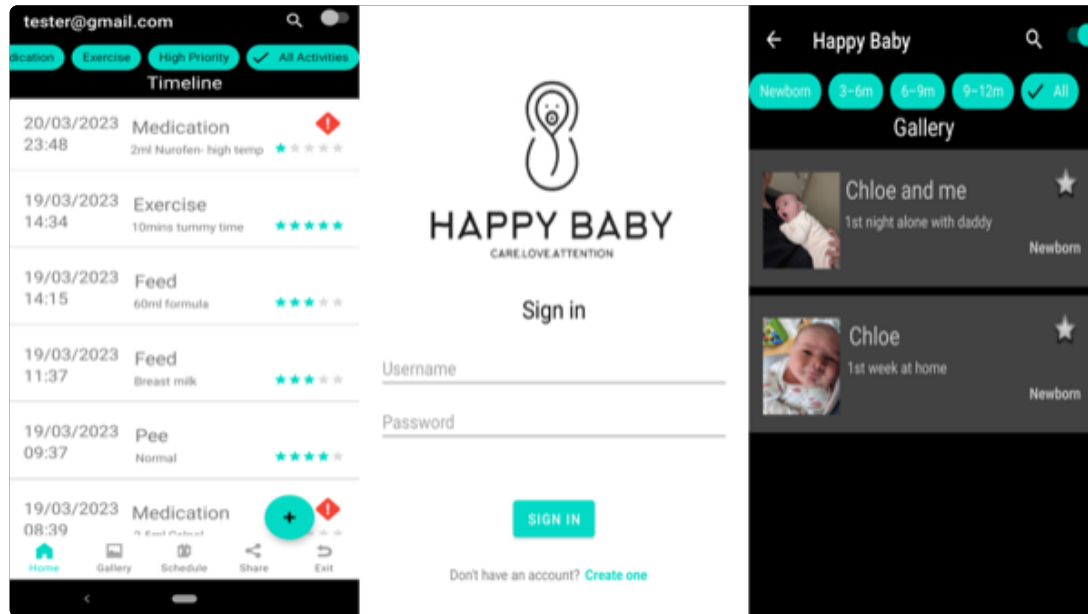 tester@gmail.com
dication Exercise High Priority All Activities
Timeline
20/03/2023
23:48
Medication
2ml Nurofen- high temp
19/03/2023
14:34
Exercise
10mins tummy time
19/03/2023
14:15
Feed
60ml formula
19/03/2023
11:37
Feed
Breast milk
19/03/2023
09:37
Pee
Normal
19/03/2023
08:39
Medication
Home Gallery Schedule Share Exit
HAPPY BABY
CARE.LOVE.ATTENTION
Sign in
Username
Password
SIGN IN
Don't have an account? Create one
Happy Baby
Newborn 3-6m 6-9m 9-12m All
Gallery
Chloe and me
1st night alone with daddy
Newborn
Chloe
1st week at home
Newborn